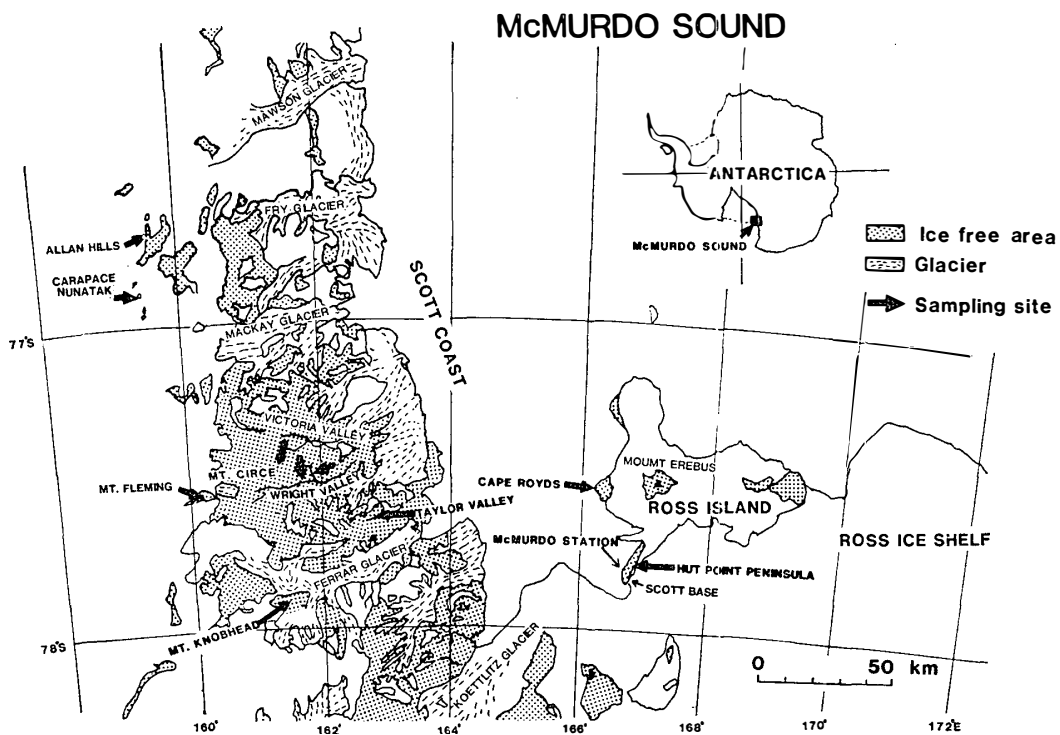 McMURDO SOUND
MAWSON GLACIER
ANTARCTICA
FRY GLACIER
ALLAN HILLS
McMURDO SOUND
Ice free area
Glacier
CARAPACE
NUNATAK
SCOTT COAST
Sampling site
MACKAY GLACIER
77°S
VICTORIA VALLEY
MOUMT EREBUS
MT. CIRCE
CAPE ROYDS
MT. FLEMING
WRIGHT VALLEY
TAYLOR VALLEY
ROSS ISLAND
McMURDO STATION
ROSS ICE SHELF
FERRAR GLACIER
HUT POINT PENINSULA
SCOTT BASE
MT. KNOBHEAD
78°S
KOETTLITZ GLACIER
0 50 km
160° 162° 164° 166° 168° 170° 172°E